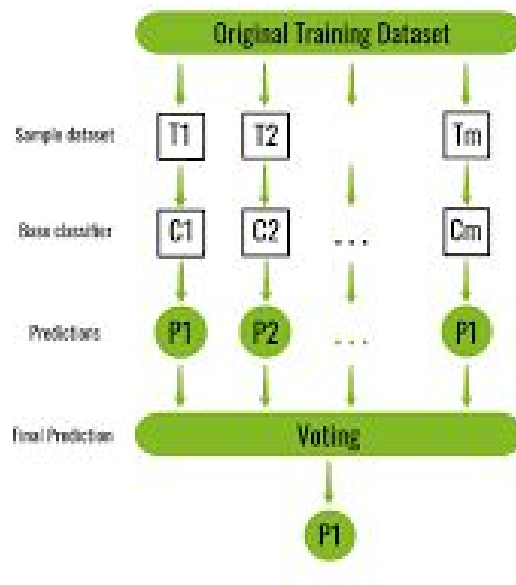 Original Training Dataset
Sample dataset T1 T2 Tm
Base classifier C1 C2 ... Cm
Predictions P1 P2 ... P1
Final Prediction Voting
P1